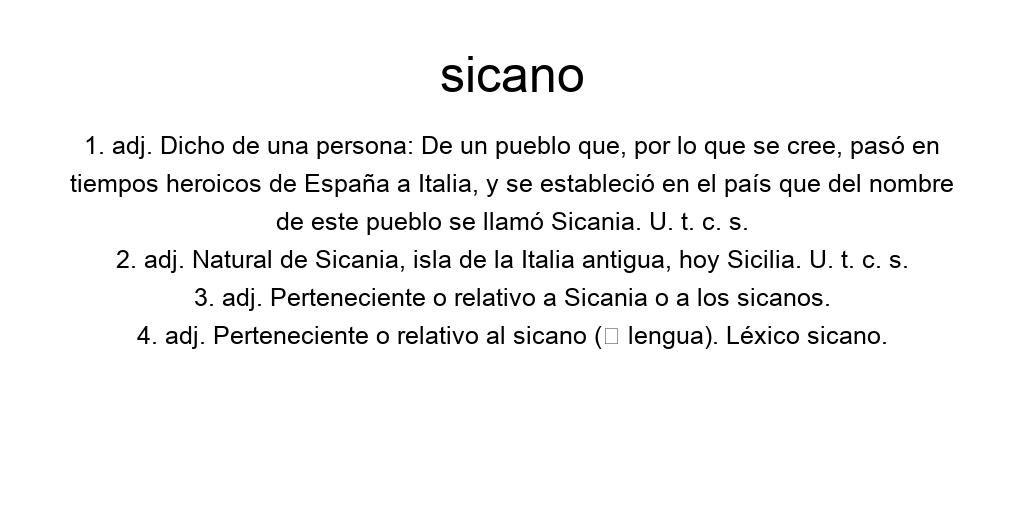 sicano
1. adj. Dicho de una persona: De un pueblo que, por lo que se cree, pasó en
tiempos heroicos de España a Italia, y se estableció en el país que del nombre
de este pueblo se llamó Sicania. U. t. c. s.
2. adj. Natural de Sicania, isla de la Italia antigua, hoy Sicilia. U. t. c. s.
3. adj. Perteneciente o relativo a Sicania o a los sicanos.
4. adj. Perteneciente o relativo al sicano (▯ lengua). Léxico sicano.